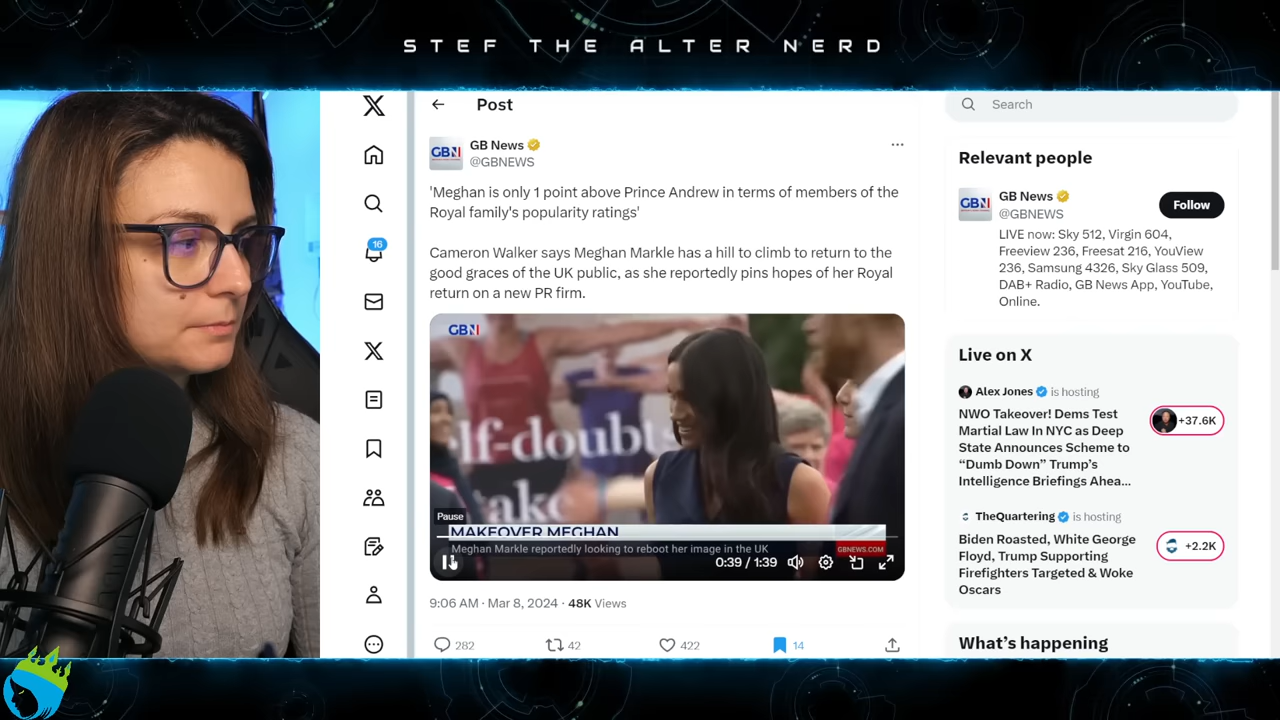 STEF THE ALTER NERD
Post
GB News
@GBNEWS
'Meghan is only 1 point above Prince Andrew in terms of members of the
Royal family's popularity ratings'
Cameron Walker says Meghan Markle has a hill to climb to return to the
good graces of the UK public, as she reportedly pins hopes of her Royal
return on a new PR firm.
GBN
lf-doubts
take
Pause
MAKEOVER MEGHAN
Meghan Markle reportedly looking to reboot her image in the UK
GBNEWS.COM
0:39 / 1:39
9:06 AM · Mar 8, 2024 · 48K Views
282
42
422
14
16
Search
Relevant people
GBN
GB News
@GBNEWS
Follow
LIVE now: Sky 512, Virgin 604,
Freeview 236, Freesat 216, YouView
236, Samsung 4326, Sky Glass 509,
DAB+ Radio, GB News App, YouTube,
Online.
Live on X
Alex Jones is hosting
NWO Takeover! Dems Test
Martial Law In NYC as Deep
State Announces Scheme to
“Dumb Down” Trump’s
Intelligence Briefings Ahea...
+37.6K
TheQuartering is hosting
Biden Roasted, White George
Floyd, Trump Supporting
Firefighters Targeted & Woke
Oscars
+2.2K
What’s happening